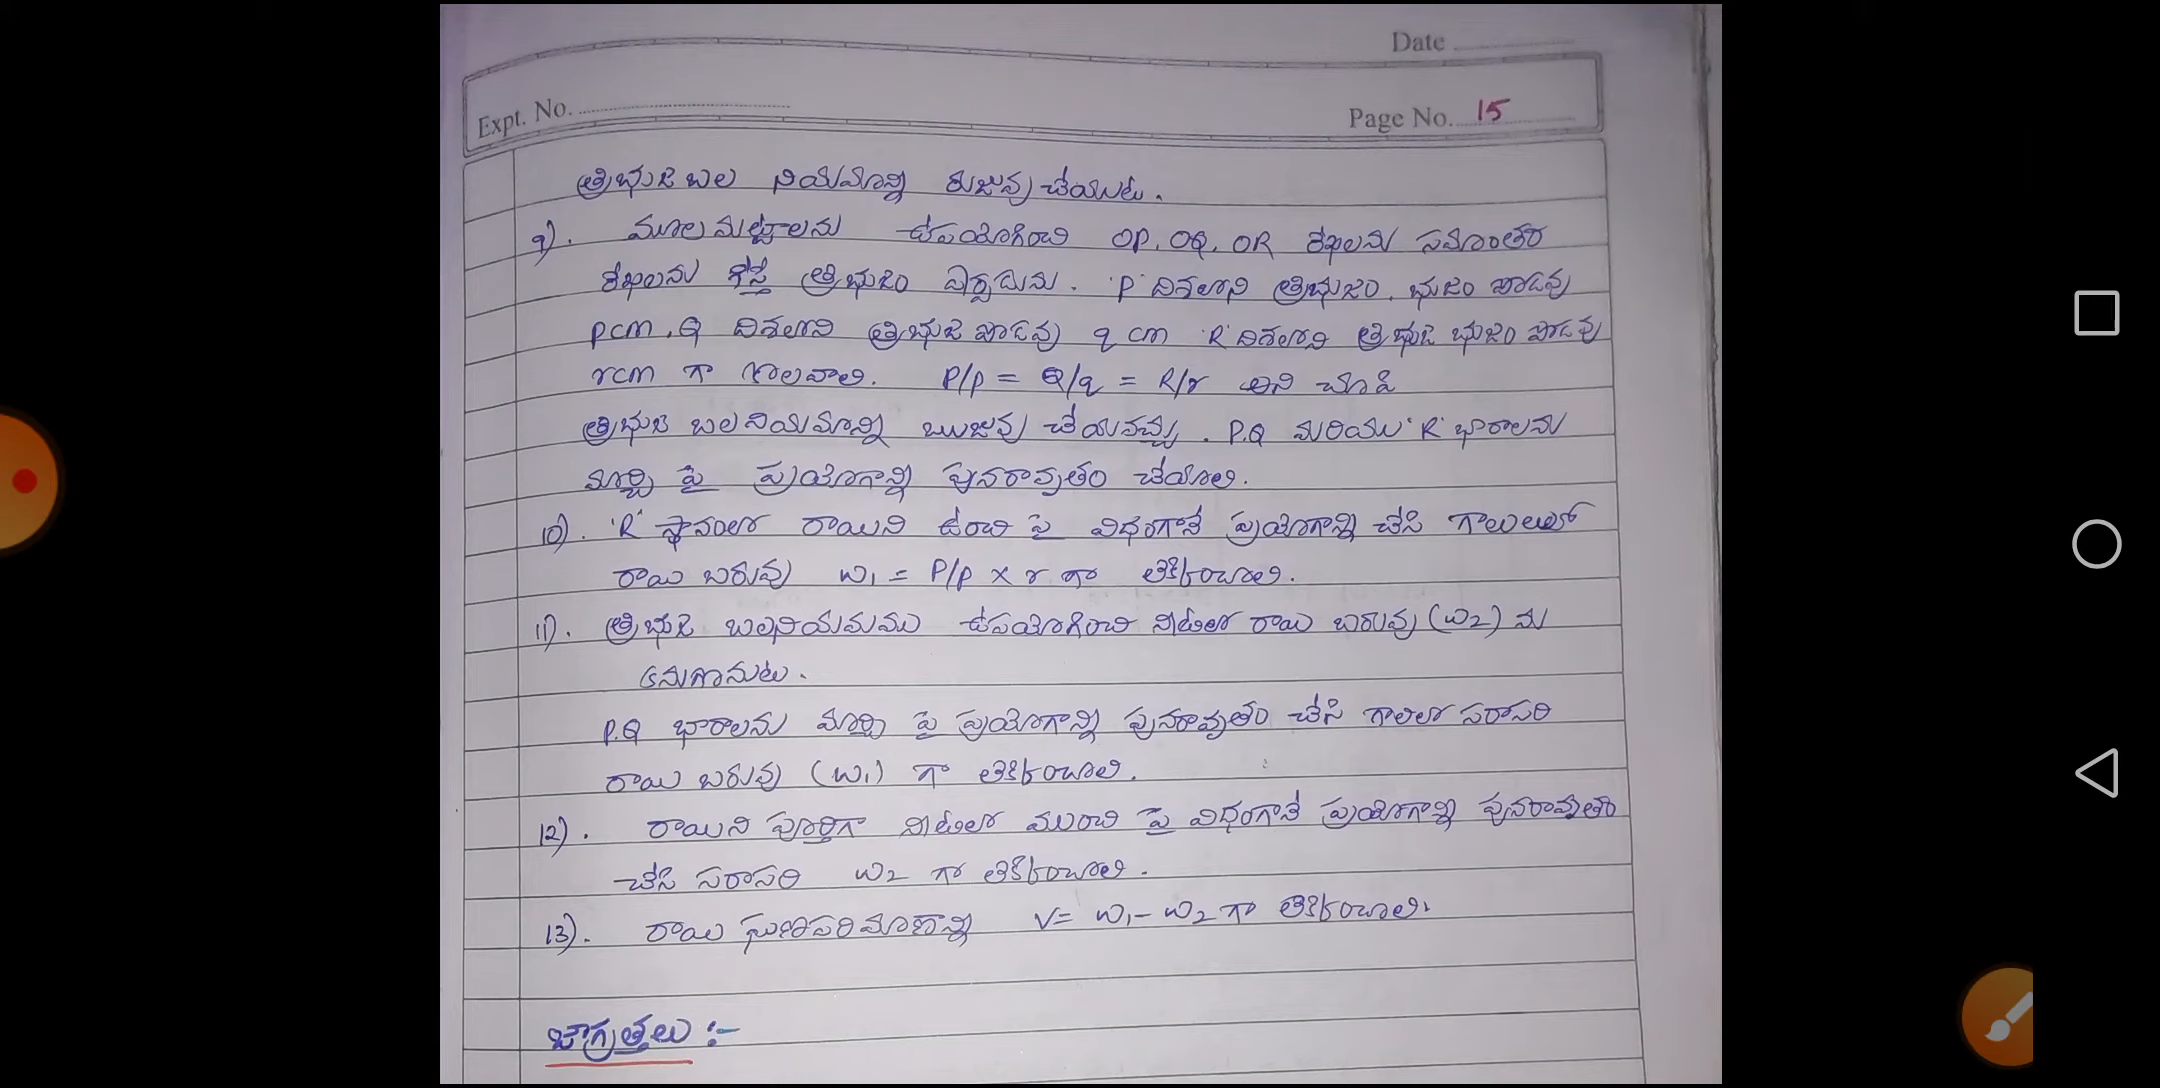 Date
Expt. No.
Page No. 15
త్రిభుజ బల నియమాన్ని ఋజువు చేయుట.
9). మూల మట్టాలను ఉపయోగించి OP, OQ, OR రేఖలను సమాంతర
రేఖలను గీస్తే త్రిభుజం ఏర్పడును. 'P' దిశలోని త్రిభుజం, భుజం పొడవు
pcm, Q దిశలోని త్రిభుజ పొడవు q cm 'R' దిశలోని త్రిభుజ భుజం పొడవు
rcm గా కొలవాలి. P/p = Q/q = R/r అని చూపి
త్రిభుజ బల నియమాన్ని ఋజువు చేయవచ్చు. P.Q మరియు 'R' భారాలను
మార్చి పై ప్రయోగాన్ని పునరావృతం చేయాలి.
10). 'R' స్థానంలో రాయిని ఉంచి పై విధంగానే ప్రయోగాన్ని చేసి గాలిలో
రాయి బరువు W₁ = P/p x r గా లెక్కించాలి.
11). త్రిభుజ బలనియమము ఉపయోగించి నీటిలో రాయి బరువు (W2) ను
కనుగొనుట.
P.Q భారాలను మార్చి పై ప్రయోగాన్ని పునరావృతం చేసి గాలిలో సరాసరి
రాయి బరువు (W₁) గా లెక్కించాలి.
12). రాయిని పూర్తిగా నీటిలో ముంచి పై విధంగానే ప్రయోగాన్ని పునరావృతం
చేసి సరాసరి W2 గా లెక్కించాలి.
13). రాయి ఘణపరిమాణాన్ని V= W₁- W2 గా లెక్కించాలి.
జాగ్రత్తలు :-